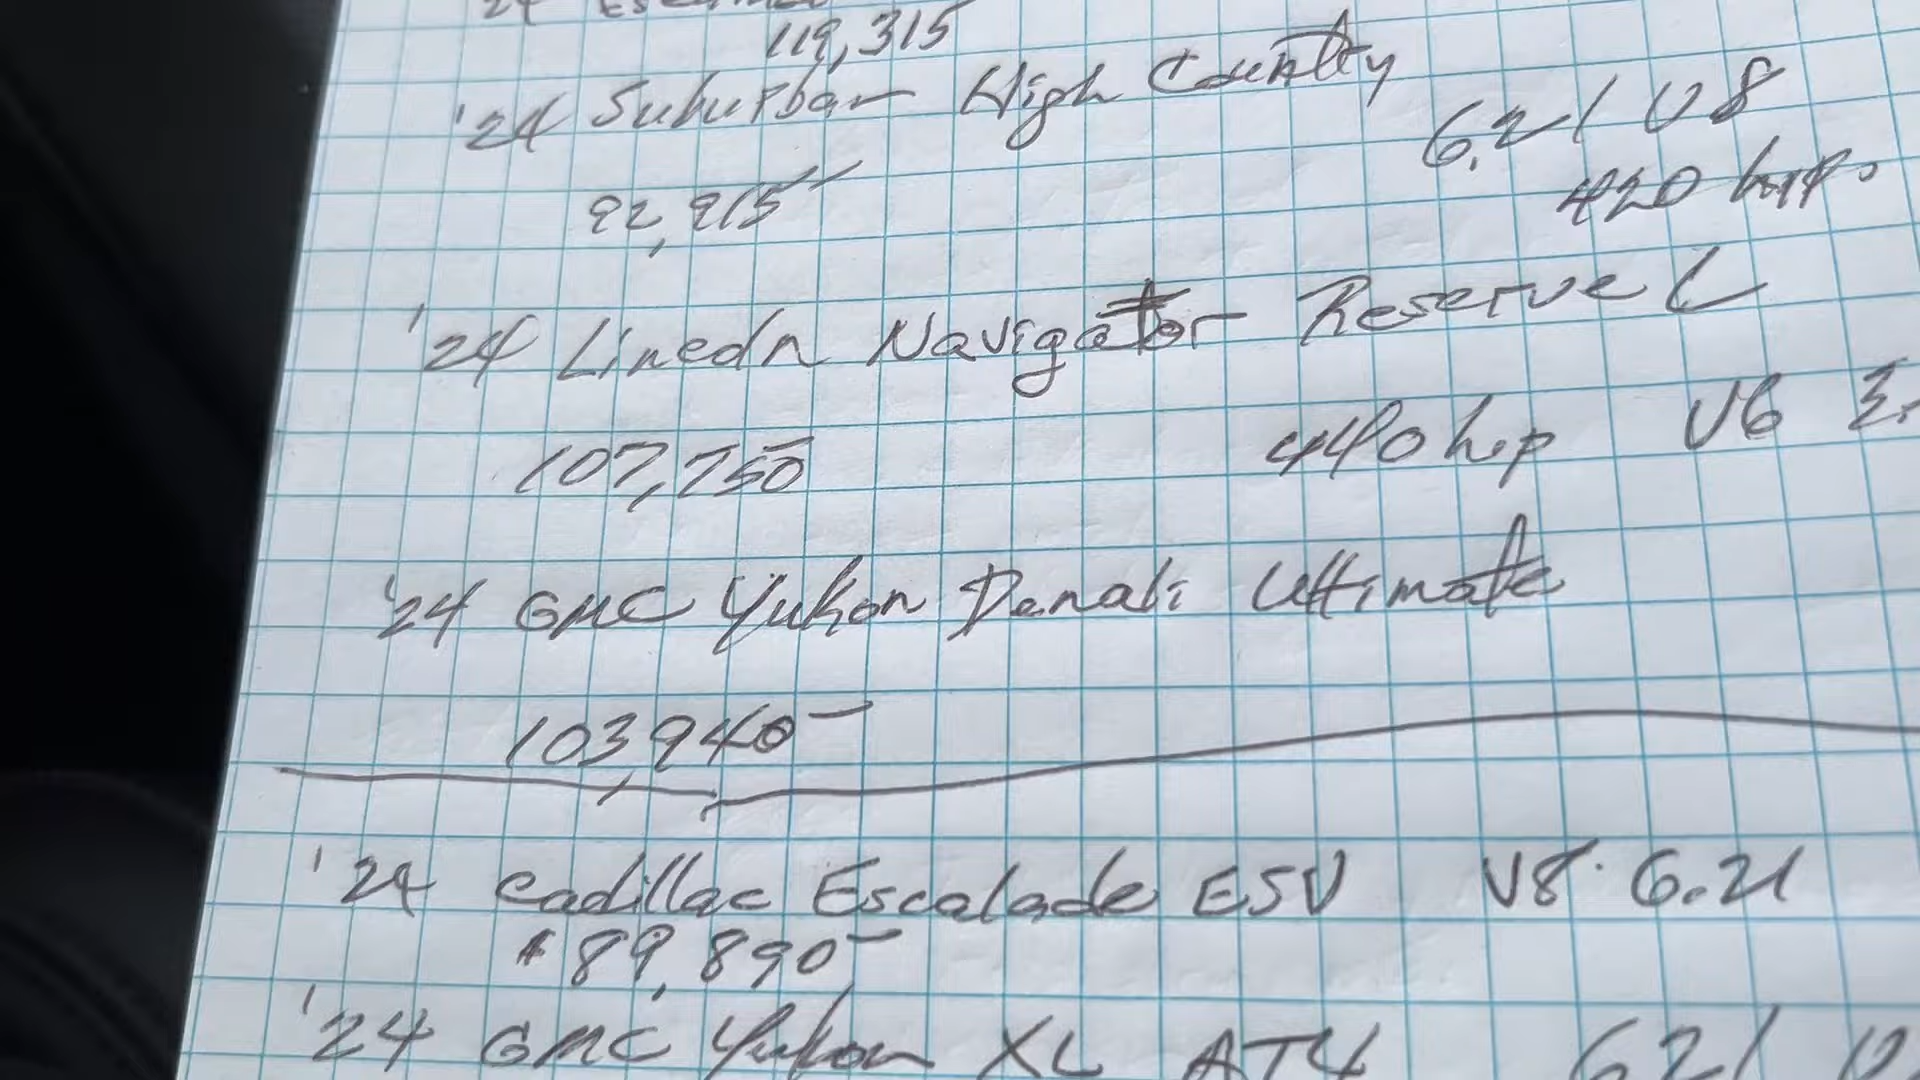 '24
119,315
'24 Suburban High Country 6.2l V8
92,915 420 h.p.
'24 Lincoln Navigator Reserve L
107,750 440 h.p V6 3.
'24 GMC Yukon Denali Ultimate
103,940
'24 Cadillac Escalade ESV V8 6.2l
$89,890
'24 GMC Yukon XL AT4 6.2l